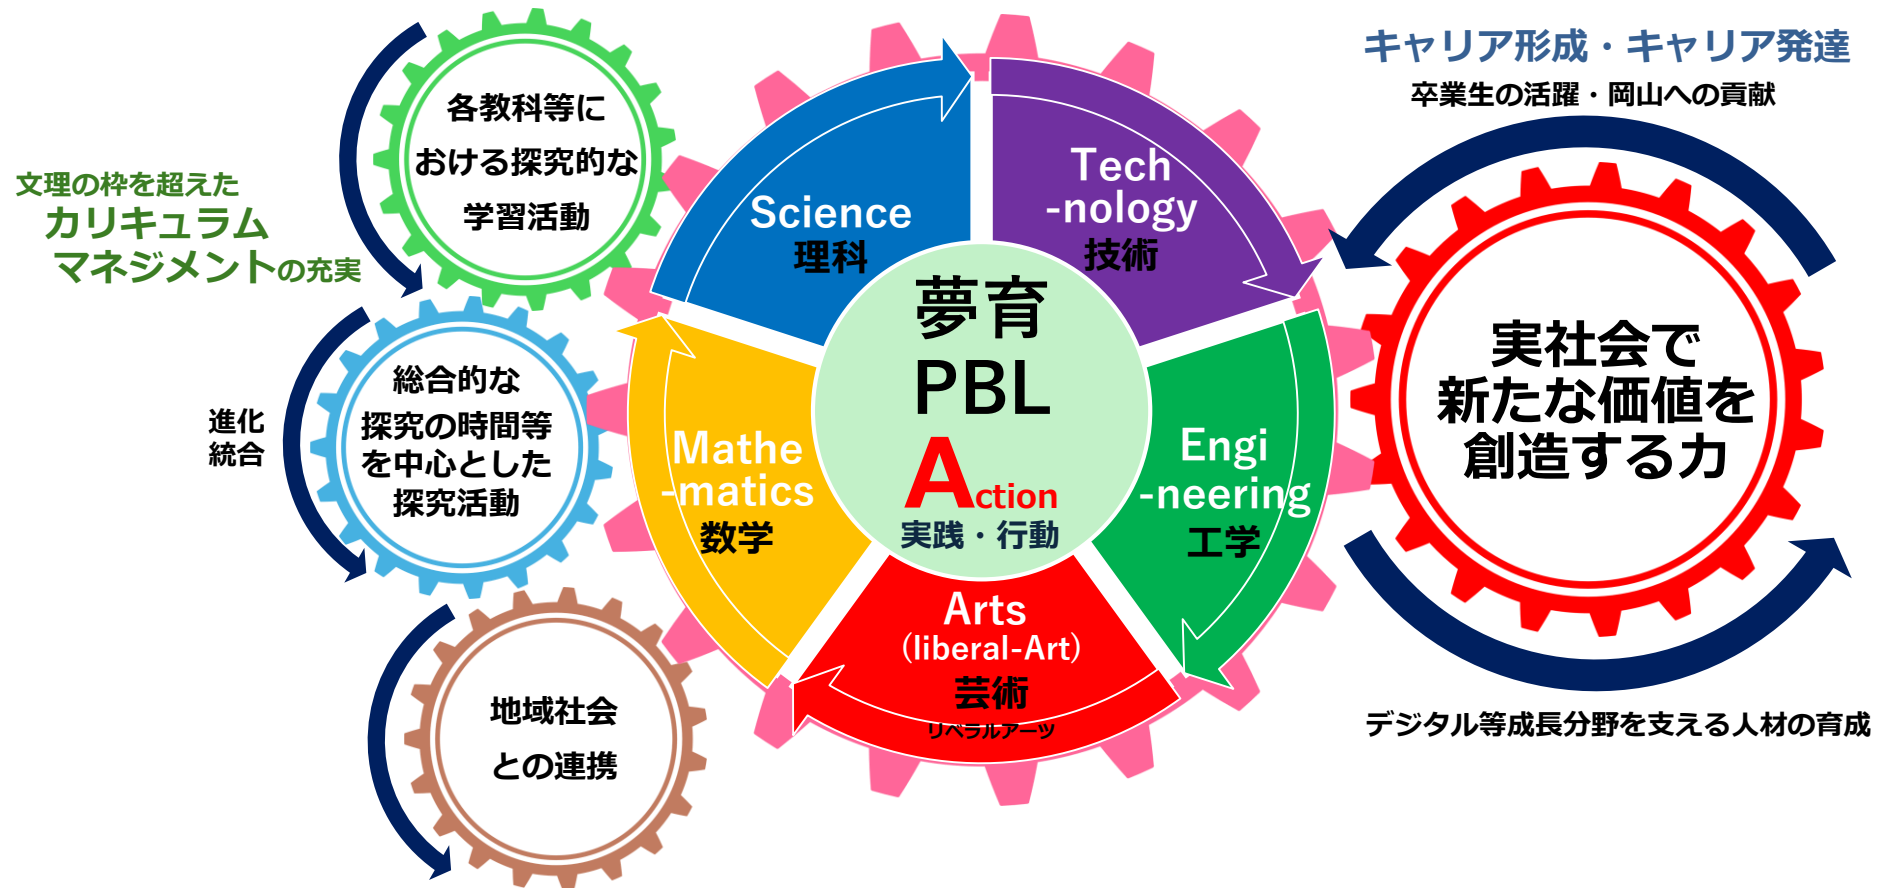 文理の枠を超えた
カリキュラム
マネジメントの充実
各教科等に
おける探究的な
学習活動
進化
統合
総合的な
探究の時間等
を中心とした
探究活動
地域社会
との連携
Science
理科
Tech
-nology
技術
Engi
-neering
工学
Arts
(liberal-Art)
芸術
リベラルアーツ
Mathe
-matics
数学
夢育
PBL
Action
実践・行動
キャリア形成・キャリア発達
卒業生の活躍・岡山への貢献
実社会で
新たな価値を
創造する力
デジタル等成長分野を支える人材の育成